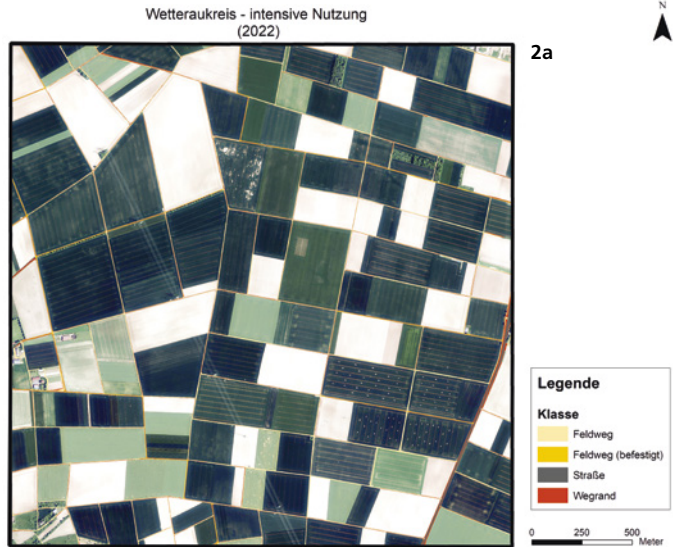 Wetteraukreis - intensive Nutzung
(2022)
N
2a
Legende
Klasse
Feldweg
Feldweg (befestigt)
Straße
Wegrand
0 250 500
Meter